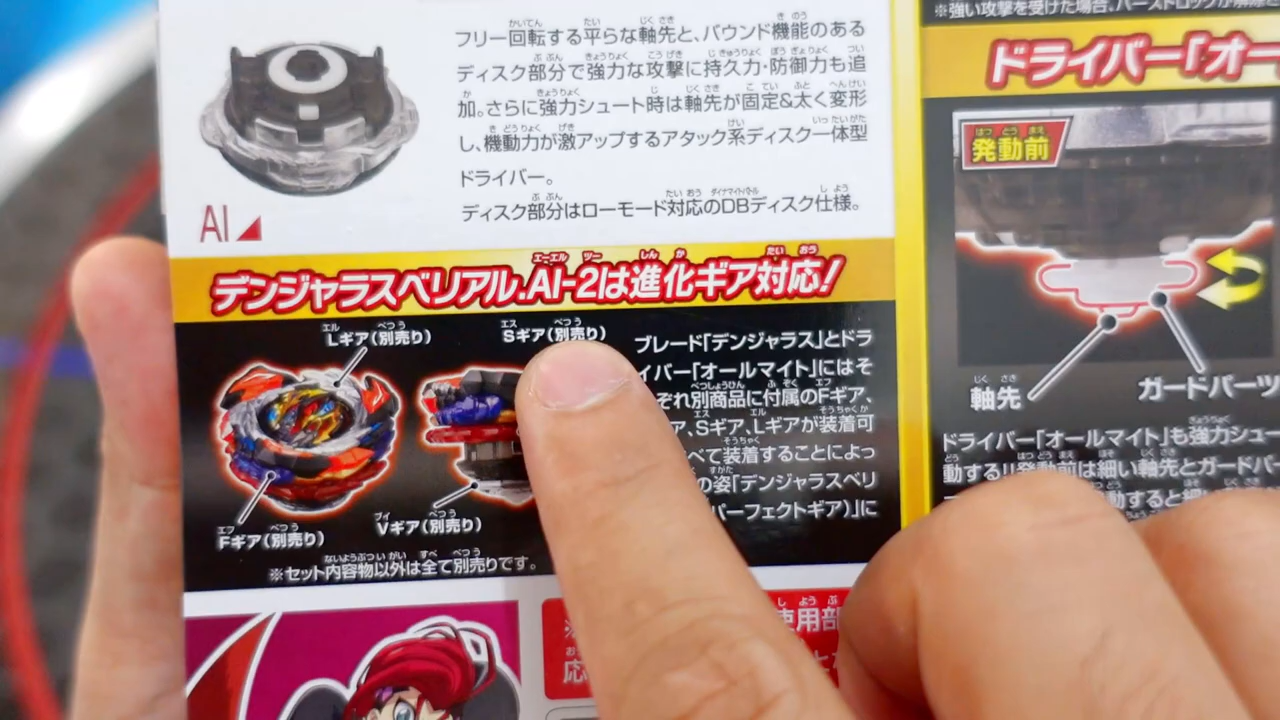 フリー回転する平らな軸先と、バウンド機能のある
ディスク部分で強力な攻撃に持久力・防御力も追
加。さらに強力シュート時は軸先が固定&太く変形
し、機動力が激アップするアタック系ディスク一体型
ドライバー。
ディスク部分はローモード対応のDBディスク仕様。
Al
デンジャラスベリアル.Al-2は進化ギア対応!
Lギア(別売り)
Sギア(別売り)
Fギア(別売り)
Vギア(別売り)
※セット内容物以外は全て別売りです。
ブレード「デンジャラス」とドラ
イバー「オールマイト」にはそ
ぞれ別商品に付属のFギア、
ア、Sギア、Lギアが装着可
べて装着することによっ
の姿「デンジャラスベリ
パーフェクトギア)」に
使用部
応
※強い攻撃を受けた場合、バーストロックが解除
ドライバー「オー
発動前
軸先
ガードパーツ
ドライバー「オールマイト」も強力シュー
動する!!発動前は細い軸先とガードパー
動すると細い